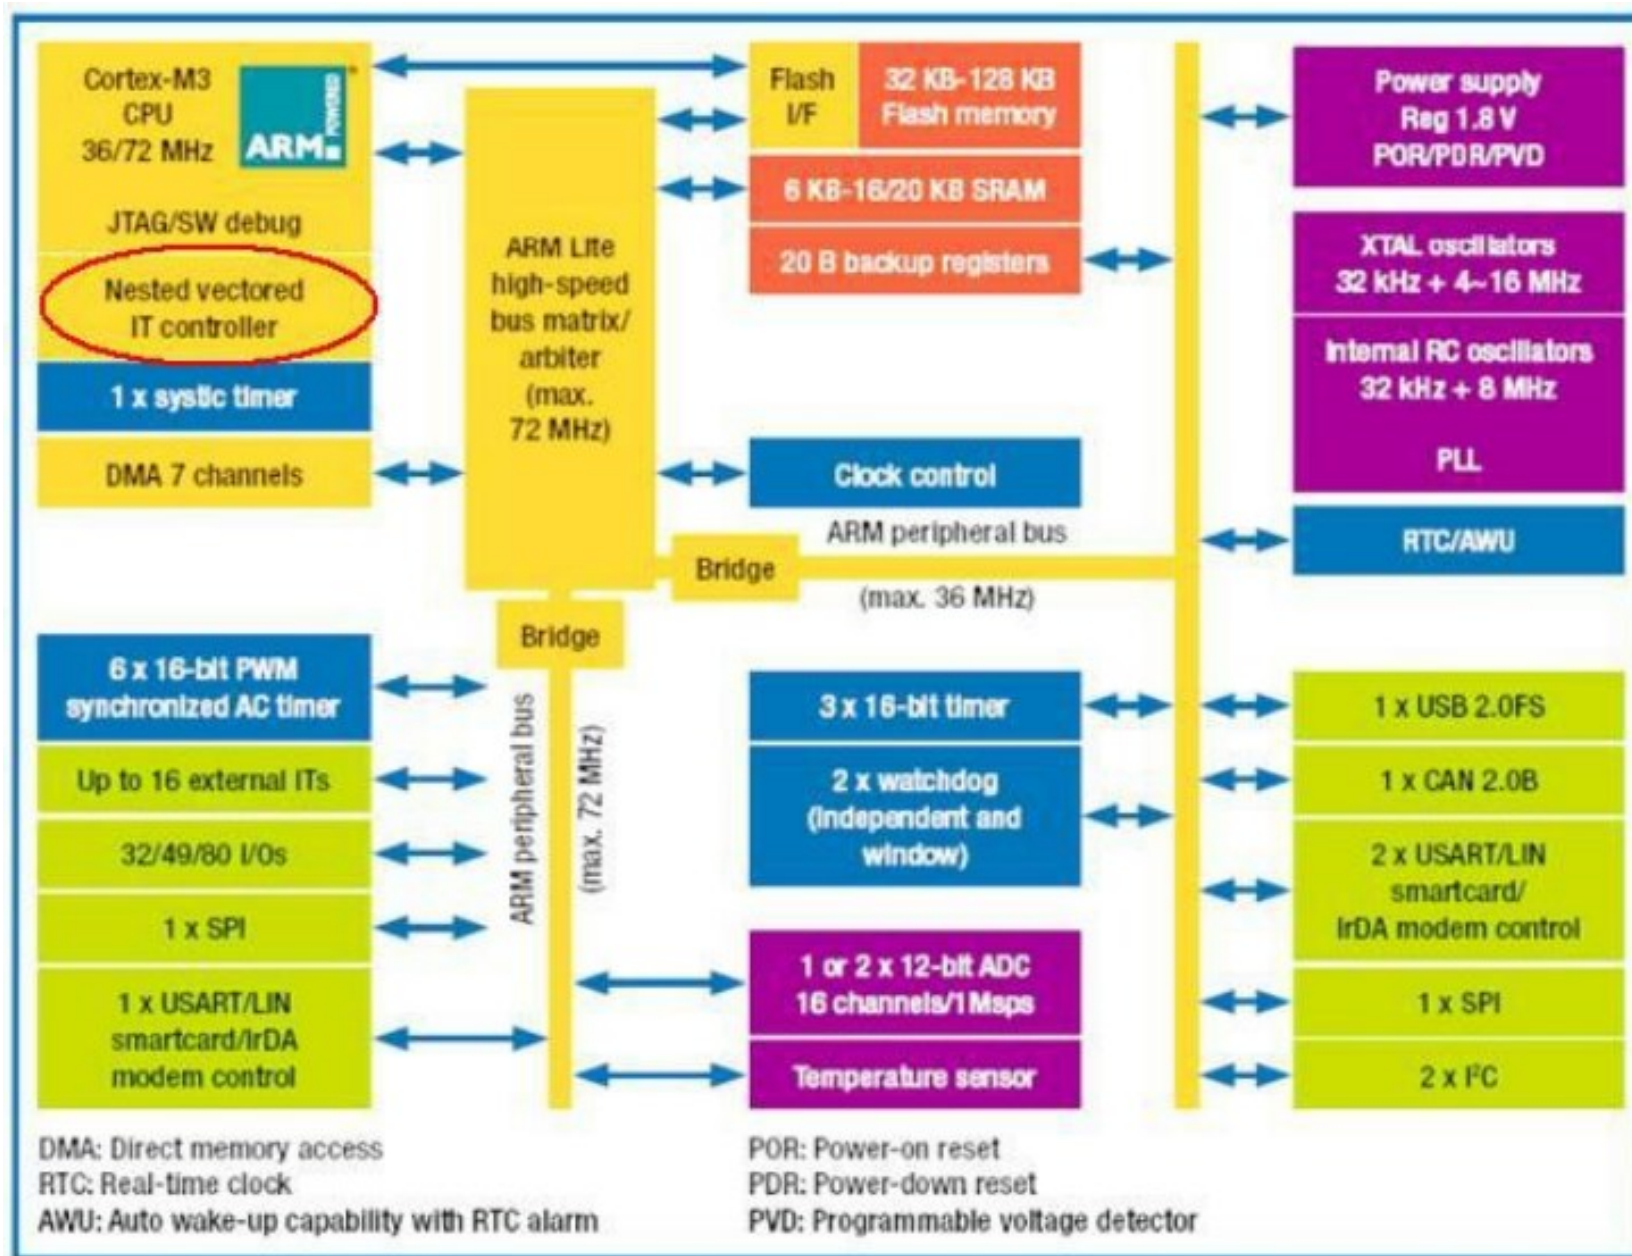 Cortex-M3
CPU
36/72 MHz
ARM
POWERED
JTAG/SW debug
Nested vectored
IT controller
1 x systic timer
DMA 7 channels
ARM Lite
high-speed
bus matrix/
arbiter
(max.
72 MHz)
Flash
I/F
32 KB-128 KB
Flash memory
6 KB-16/20 KB SRAM
20 B backup registers
Clock control
ARM peripheral bus
(max. 36 MHz)
Bridge
Bridge
Power supply
Reg 1.8 V
POR/PDR/PVD
XTAL oscillators
32 kHz + 4~16 MHz
Internal RC oscillators
32 kHz + 8 MHz
PLL
RTC/AWU
6 x 16-bit PWM
synchronized AC timer
Up to 16 external ITs
32/49/80 I/Os
1 x SPI
1 x USART/LIN
smartcard/IrDA
modem control
ARM peripheral bus
(max. 72 MHz)
3 x 16-bit timer
2 x watchdog
(independent and
window)
1 or 2 x 12-bit ADC
16 channels/1Msps
Temperature sensor
1 x USB 2.0FS
1 x CAN 2.0B
2 x USART/LIN
smartcard/
IrDA modem control
1 x SPI
2 x I²C
DMA: Direct memory access
RTC: Real-time clock
AWU: Auto wake-up capability with RTC alarm
POR: Power-on reset
PDR: Power-down reset
PVD: Programmable voltage detector